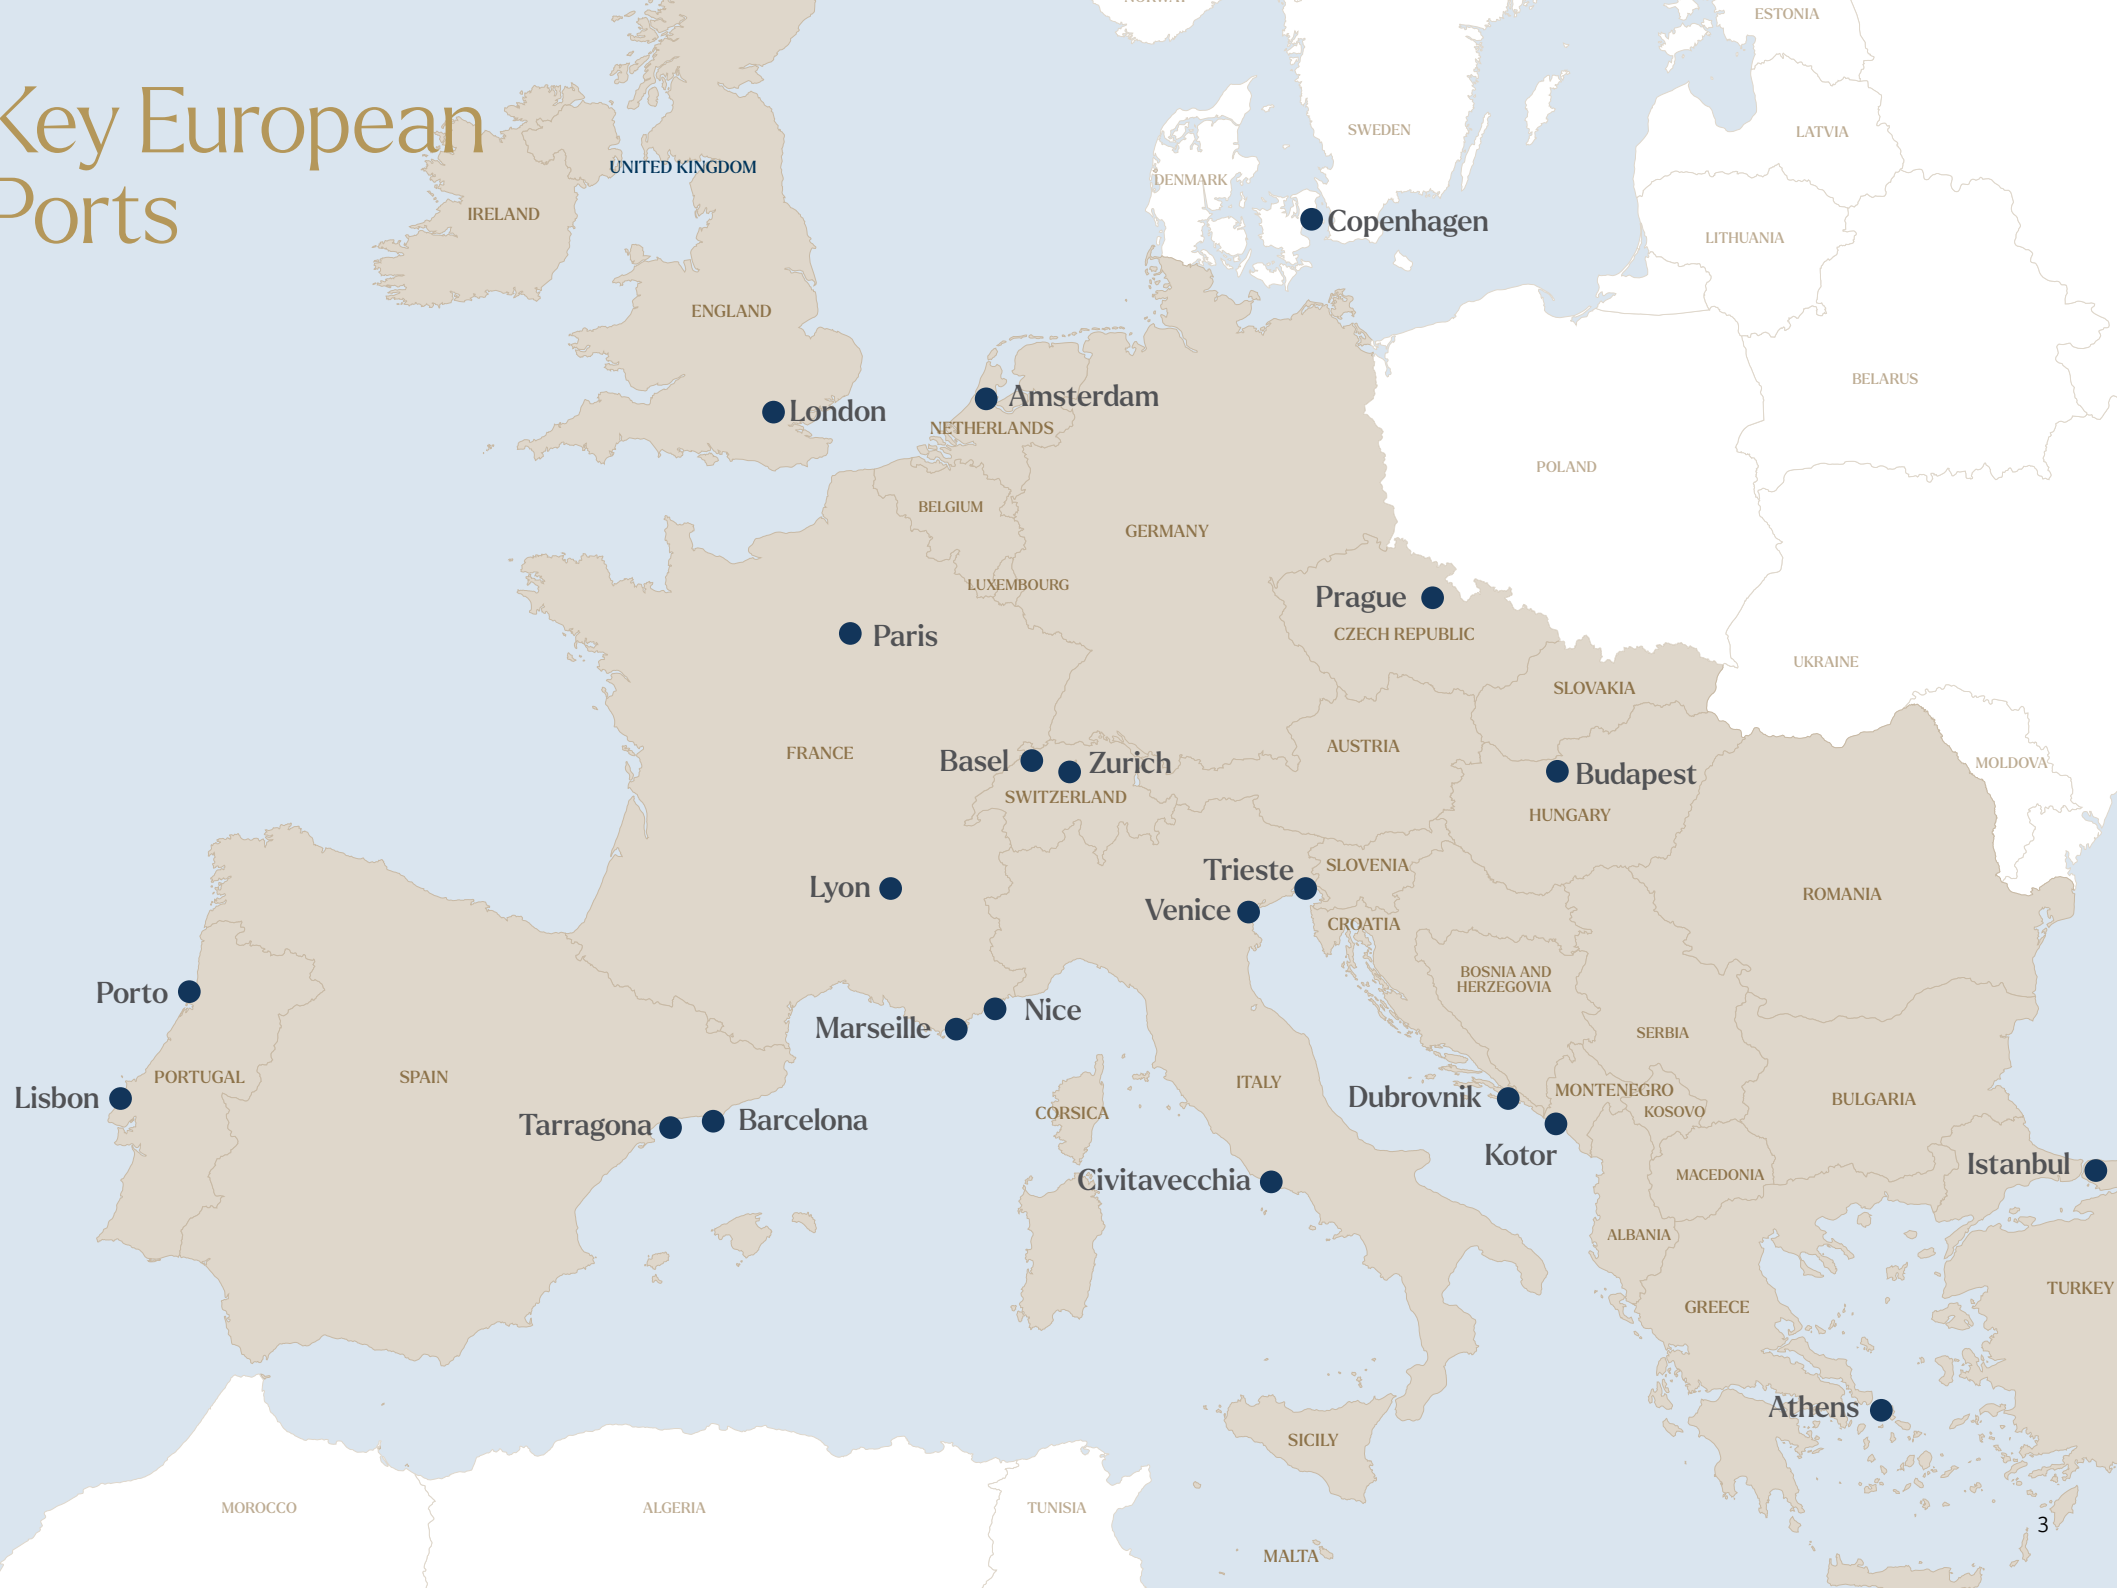 Key European
Ports
NORWAY
ESTONIA
SWEDEN
LATVIA
DENMARK
UNITED KINGDOM
IRELAND
Copenhagen
LITHUANIA
ENGLAND
BELARUS
London
Amsterdam
NETHERLANDS
POLAND
BELGIUM
GERMANY
LUXEMBOURG
Prague
CZECH REPUBLIC
Paris
UKRAINE
SLOVAKIA
FRANCE
AUSTRIA
Basel
Zurich
SWITZERLAND
MOLDOVA
Budapest
HUNGARY
Trieste
SLOVENIA
Lyon
ROMANIA
Venice
CROATIA
BOSNIA AND
HERZEGOVIA
Porto
Nice
Marseille
SERBIA
PORTUGAL
SPAIN
ITALY
MONTENEGRO
Lisbon
Dubrovnik
BULGARIA
CORSICA
KOSOVO
Tarragona
Barcelona
Kotor
Istanbul
MACEDONIA
Civitavecchia
ALBANIA
TURKEY
GREECE
Athens
SICILY
MOROCCO
ALGERIA
TUNISIA
3
MALTA